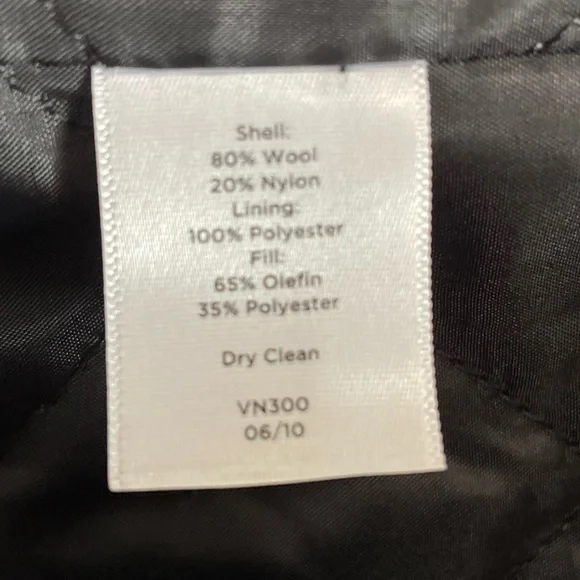 Shell:
80% Wool
20% Nylon
Lining:
100% Polyester
Fill:
65% Olefin
35% Polyester
Dry Clean
VN300
06/10